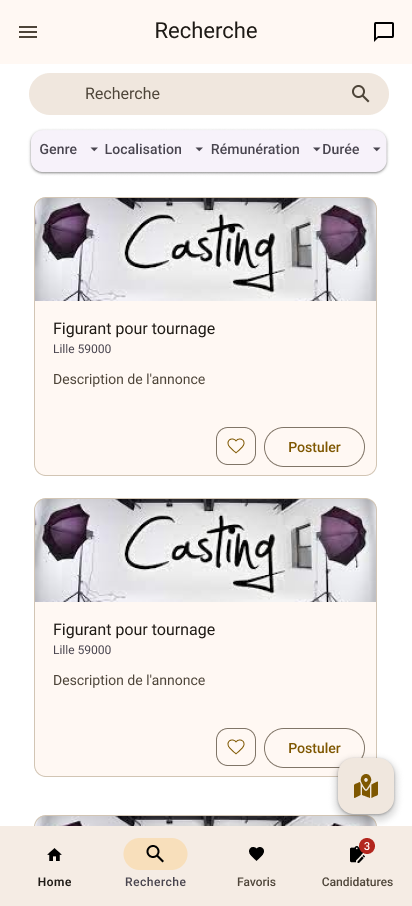 Recherche
Recherche
Genre Localisation Rémunération Durée
Casting
Figurant pour tournage
Lille 59000
Description de l'annonce
Postuler
Casting
Figurant pour tournage
Lille 59000
Description de l'annonce
Postuler
3
Home Recherche Favoris Candidatures